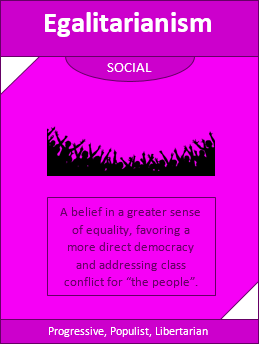 Egalitarianism
SOCIAL
A belief in a greater sense
of equality, favoring a
more direct democracy
and addressing class
conflict for "the people".
Progressive, Populist, Libertarian